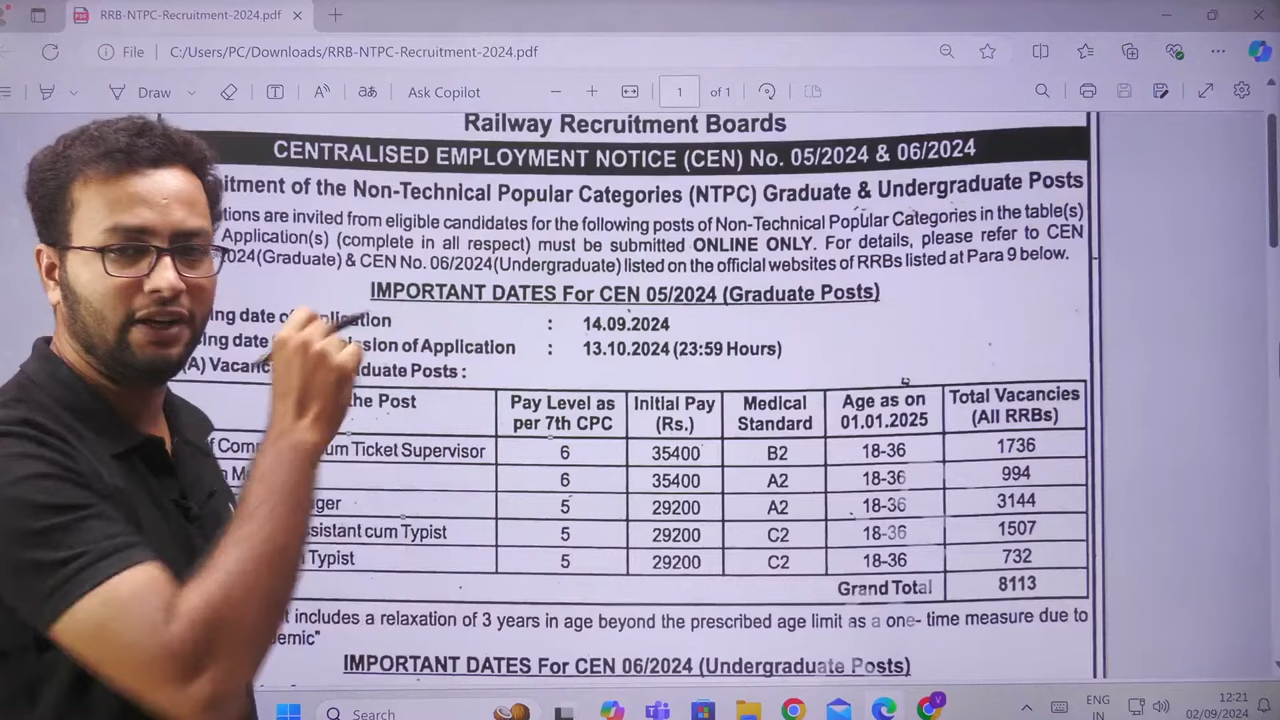 RRB-NTPC-Recruitment-2024.pdf
File C:/Users/PC/Downloads/RRB-NTPC-Recruitment-2024.pdf
Draw Ask Copilot 1 of 1
Railway Recruitment Boards
CENTRALISED EMPLOYMENT NOTICE (CEN) No. 05/2024 & 06/2024
itment of the Non-Technical Popular Categories (NTPC) Graduate & Undergraduate Posts
tions are invited from eligible candidates for the following posts of Non-Technical Popular Categories in the table(s)
Application(s) (complete in all respect) must be submitted ONLINE ONLY. For details, please refer to CEN
2024(Graduate) & CEN No. 06/2024(Undergraduate) listed on the official websites of RRBs listed at Para 9 below.
IMPORTANT DATES For CEN 05/2024 (Graduate Posts)
ing date of Application : 14.09.2024
ing date ssion of Application : 13.10.2024 (23:59 Hours)
(A) Vacanc duate Posts :
the Post Pay Level as per 7th CPC Initial Pay (Rs.) Medical Standard Age as on 01.01.2025 Total Vacancies (All RRBs)
f Com um Ticket Supervisor 6 35400 B2 18-36 1736
n M 6 35400 A2 18-36 994
ger 5 29200 A2 18-36 3144
ssistant cum Typist 5 29200 C2 18-36 1507
Typist 5 29200 C2 18-36 732
Grand Total 8113
t includes a relaxation of 3 years in age beyond the prescribed age limit as a one- time measure due to
emic"
IMPORTANT DATES For CEN 06/2024 (Undergraduate Posts)
Search ENG IN 12:21 02/09/2024